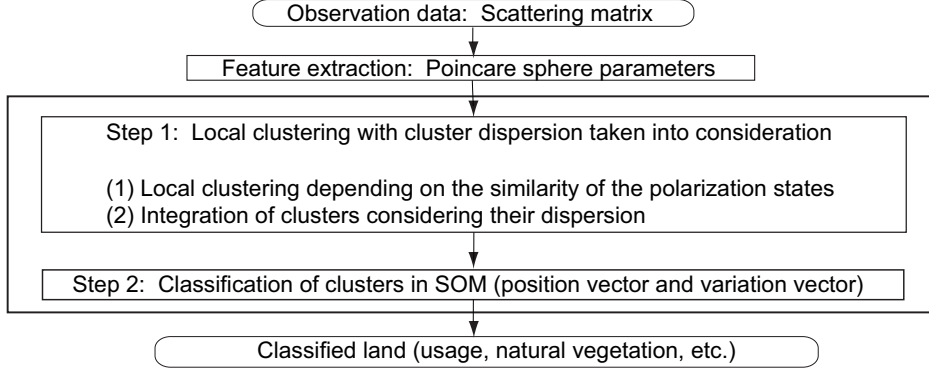 Observation data: Scattering matrix
Feature extraction: Poincare sphere parameters
Step 1: Local clustering with cluster dispersion taken into consideration
(1) Local clustering depending on the similarity of the polarization states
(2) Integration of clusters considering their dispersion
Step 2: Classification of clusters in SOM (position vector and variation vector)
Classified land (usage, natural vegetation, etc.)